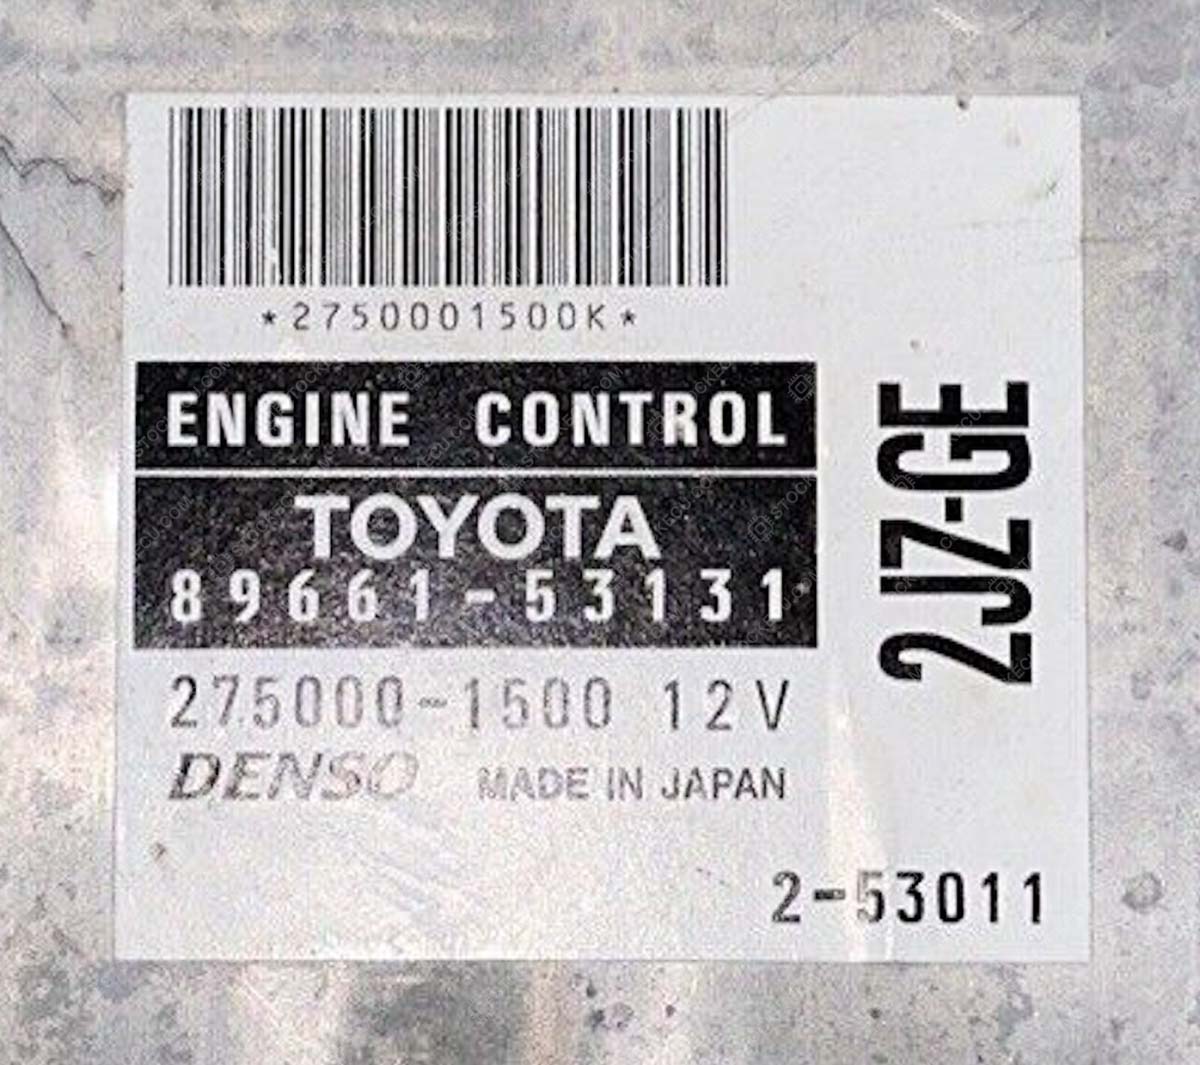 *2750001500K*
ENGINE CONTROL
TOYOTA
89661-53131
275000-1500 12V
DENSO MADE IN JAPAN
2JZ-GE
2-53011